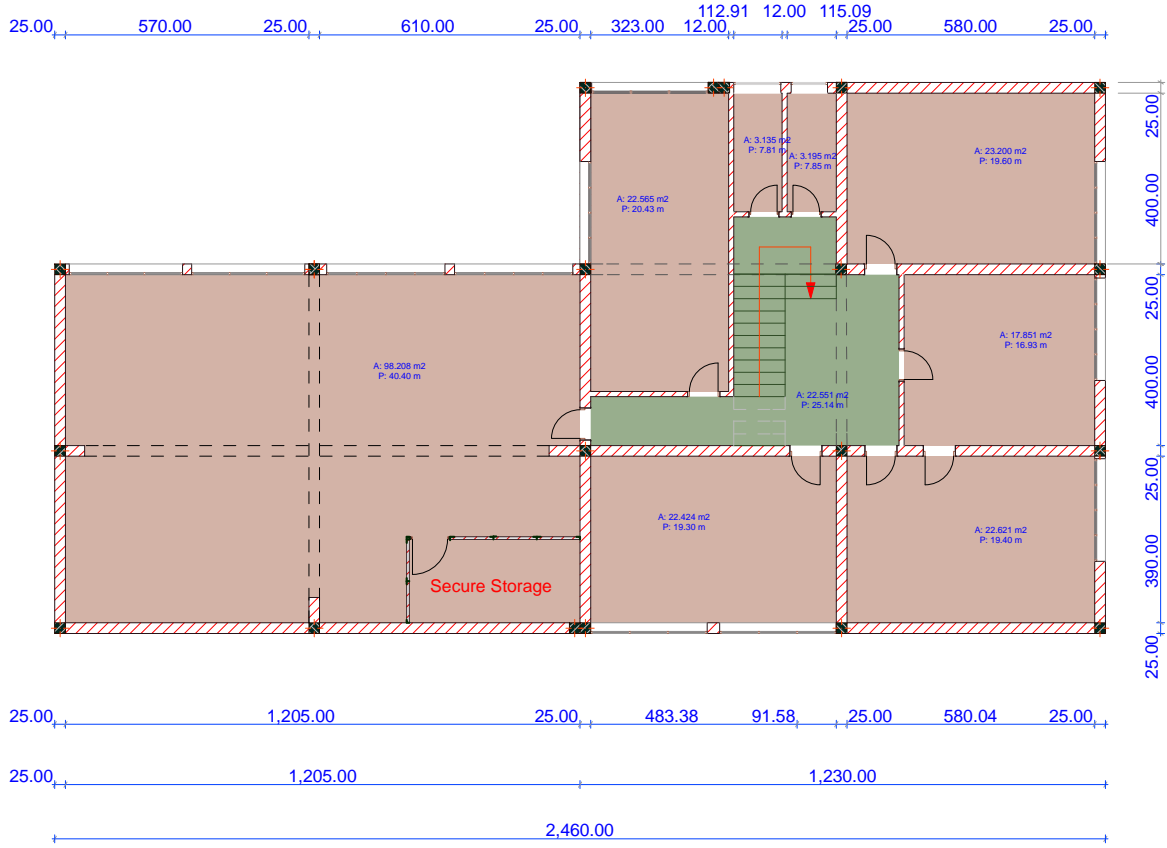 112.91 12.00 115.09
25.00 570.00 25.00 610.00 25.00 323.00 12.00 25.00 580.00 25.00
25.00
A: 3.135 m2
P: 7.81 m
A: 3.195 m2
P: 7.85 m
A: 23.200 m2
P: 19.60 m
A: 22.565 m2
P: 20.43 m
400.00
25.00
A: 17.851 m2
P: 16.93 m
A: 98.208 m2
P: 40.40 m
400.00
A: 22.551 m2
P: 25.14 m
25.00
A: 22.424 m2
P: 19.30 m
A: 22.621 m2
P: 19.40 m
390.00
Secure Storage
25.00
25.00 1,205.00 25.00 483.38 91.58 25.00 580.04 25.00
25.00 1,205.00 1,230.00
2,460.00